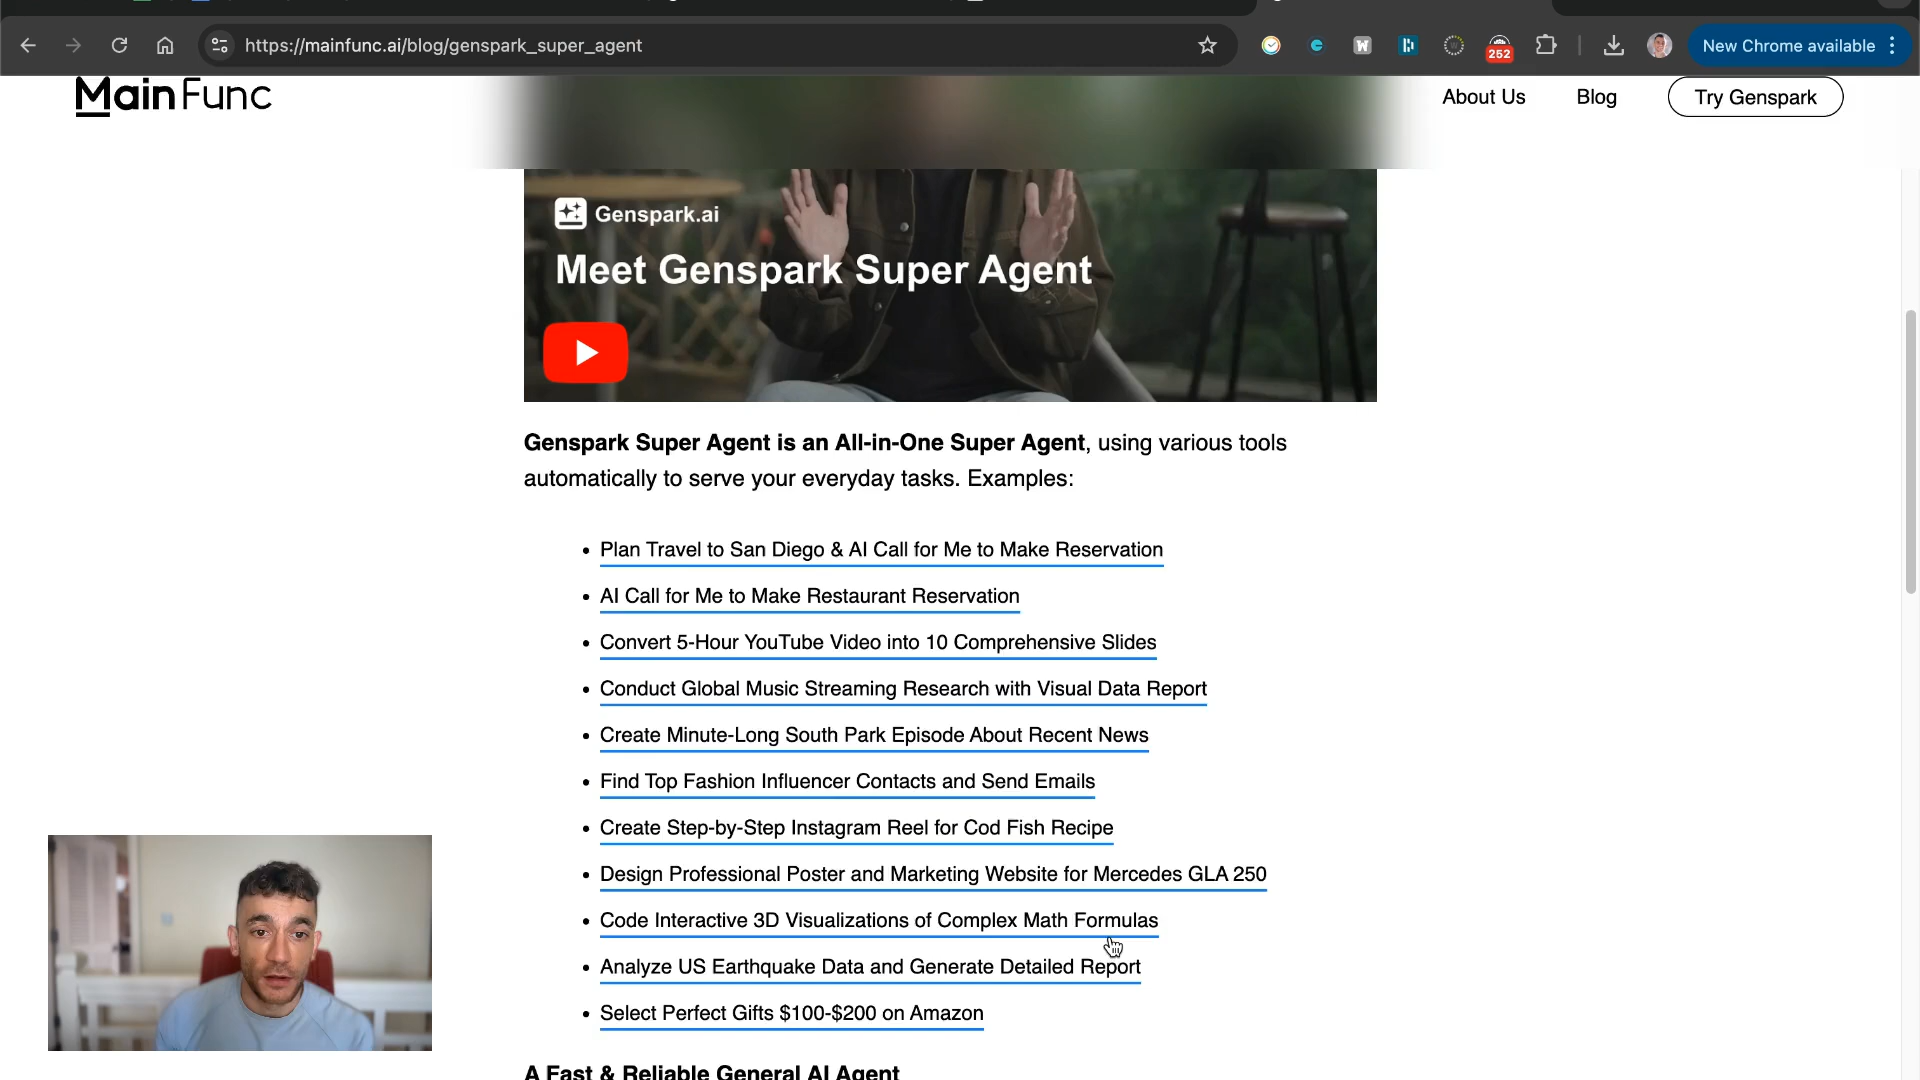 https://mainfunc.ai/blog/genspark_super_agent
252
New Chrome available
MainFunc
About Us
Blog
Try Genspark
Genspark.ai
Meet Genspark Super Agent
Genspark Super Agent is an All-in-One Super Agent, using various tools
automatically to serve your everyday tasks. Examples:
Plan Travel to San Diego & AI Call for Me to Make Reservation
AI Call for Me to Make Restaurant Reservation
Convert 5-Hour YouTube Video into 10 Comprehensive Slides
Conduct Global Music Streaming Research with Visual Data Report
Create Minute-Long South Park Episode About Recent News
Find Top Fashion Influencer Contacts and Send Emails
Create Step-by-Step Instagram Reel for Cod Fish Recipe
Design Professional Poster and Marketing Website for Mercedes GLA 250
Code Interactive 3D Visualizations of Complex Math Formulas
Analyze US Earthquake Data and Generate Detailed Report
Select Perfect Gifts $100-$200 on Amazon
A Fast & Reliable General AI Agent